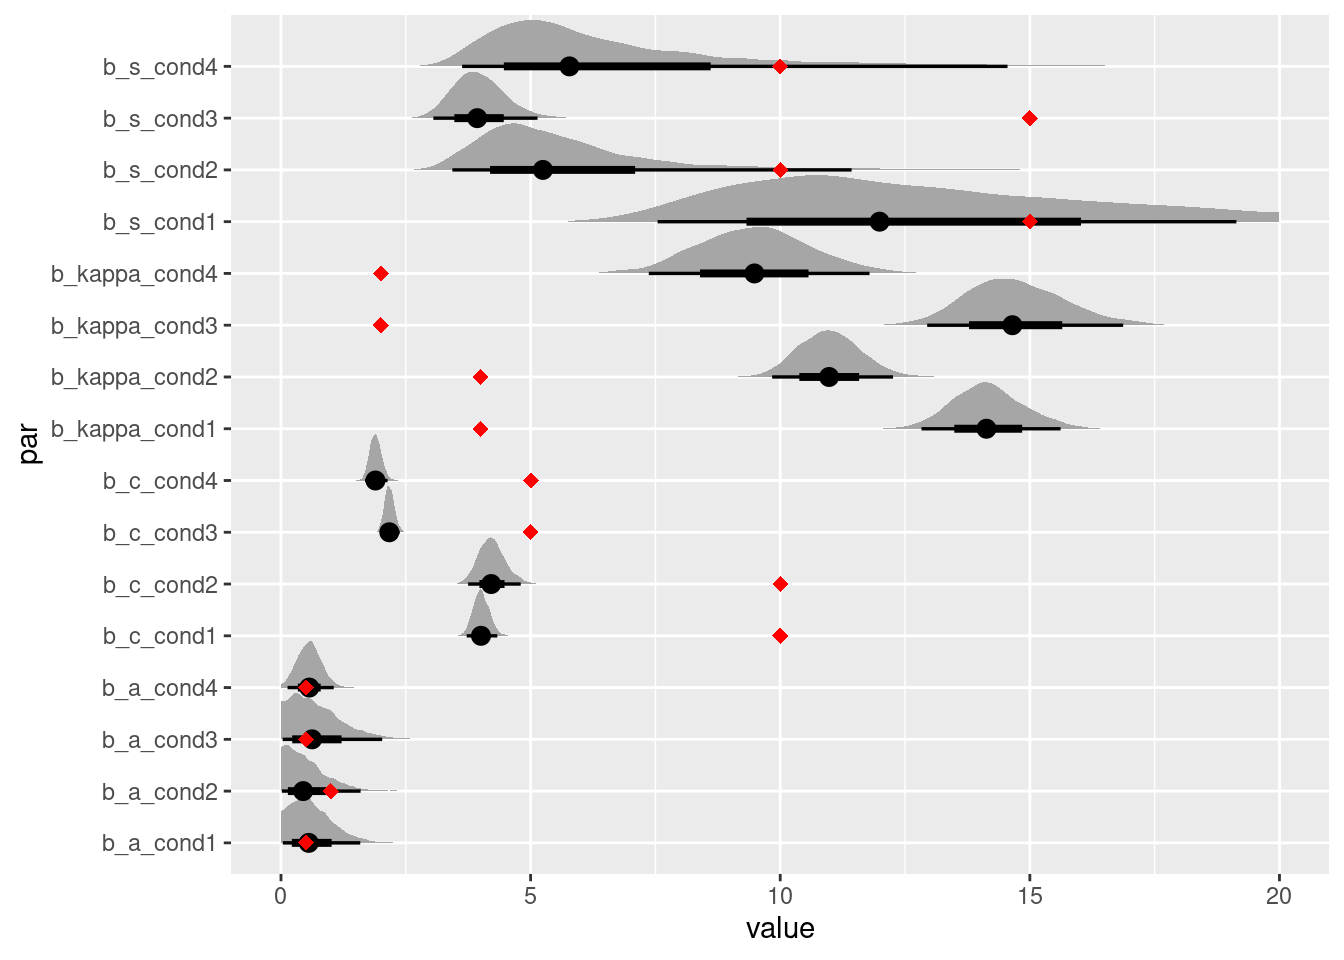 b_s_cond4
b_s_cond3
b_s_cond2
b_s_cond1
b_kappa_cond4
b_kappa_cond3
b_kappa_cond2
b_kappa_cond1
b_c_cond4
b_c_cond3
b_c_cond2
b_c_cond1
b_a_cond4
b_a_cond3
b_a_cond2
b_a_cond1
par
0 5 10 15 20
value